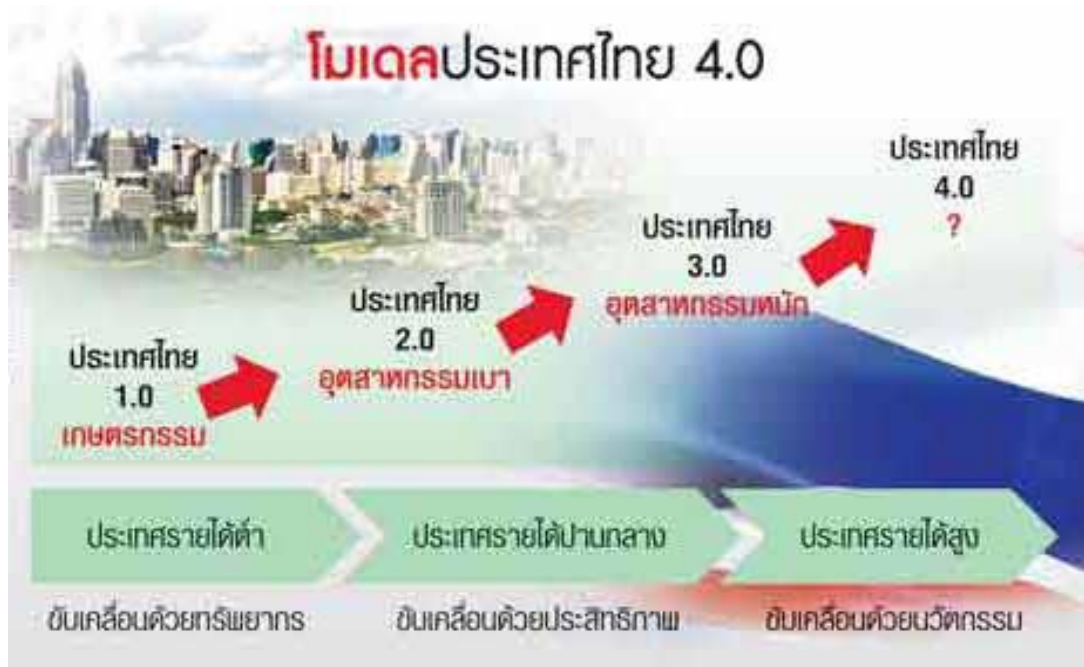 โมเดลประเทศไทย 4.0
ประเทศไทย
1.0
เกษตรกรรม
ประเทศไทย
2.0
อุตสาหกรรมเบา
ประเทศไทย
3.0
อุตสาหกรรมหนัก
ประเทศไทย
4.0
?
ประเทศรายได้ต่ำ
ประเทศรายได้ปานกลาง
ประเทศรายได้สูง
ขับเคลื่อนด้วยทรัพยากร
ขับเคลื่อนด้วยประสิทธิภาพ
ขับเคลื่อนด้วยนวัตกรรม